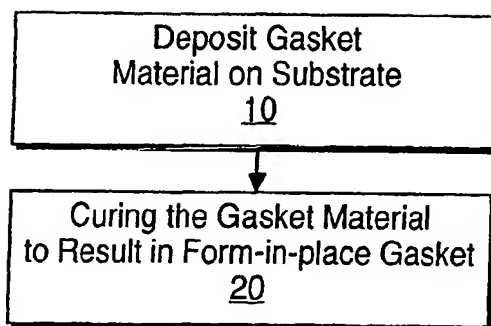 Deposit Gasket
Material on Substrate
10
Curing the Gasket Material
to Result in Form-in-place Gasket
20